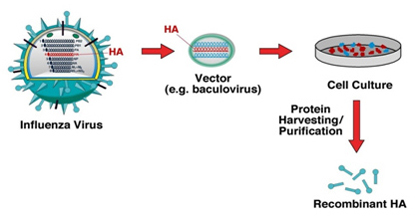 HA
Influenza Virus
HA
Vector
(e.g. baculovirus)
Cell Culture
Protein
Harvesting/
Purification
Recombinant HA